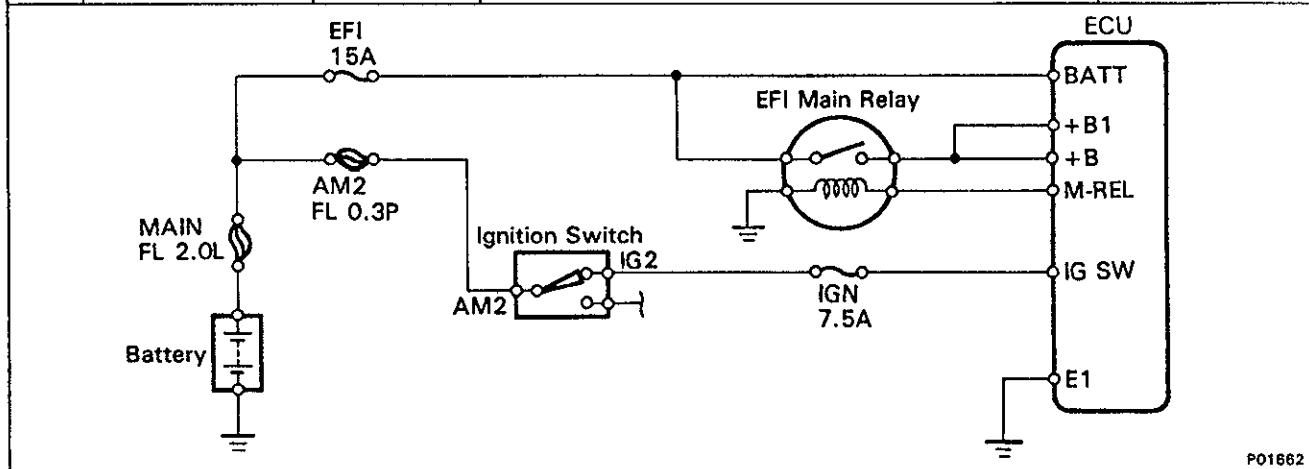 ECU
EFI
15A
BATT
EFI Main Relay
+B1
+B
AM2
FL 0.3P
M-REL
MAIN
FL 2.0L
Ignition Switch
IG2
IG SW
AM2
IGN
7.5A
Battery
E1
P01662